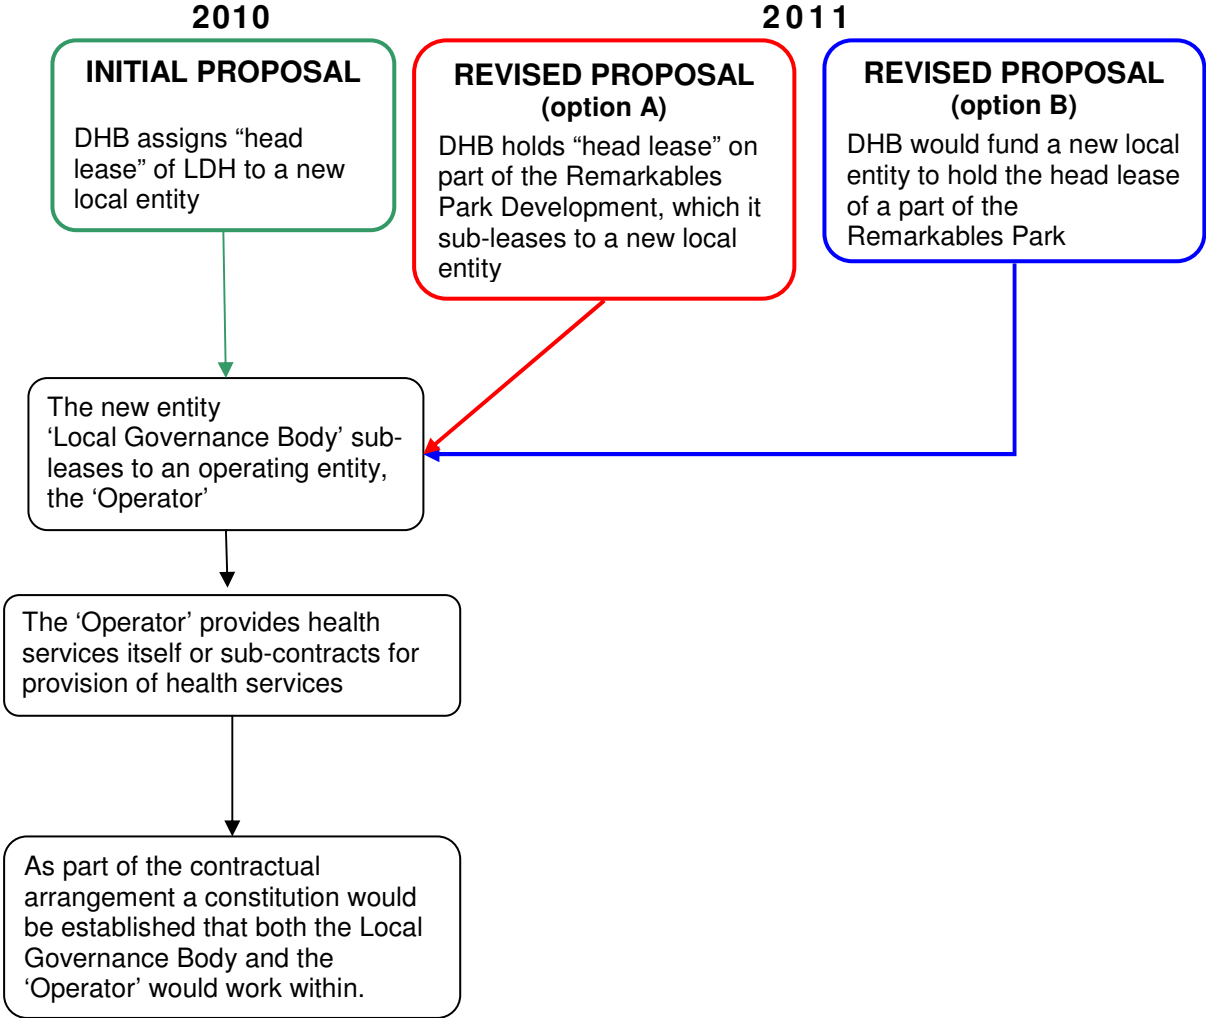 2010
2011
INITIAL PROPOSAL
DHB assigns “head
lease” of LDH to a new
local entity
REVISED PROPOSAL
(option A)
DHB holds “head lease” on
part of the Remarkables
Park Development, which it
sub-leases to a new local
entity
REVISED PROPOSAL
(option B)
DHB would fund a new local
entity to hold the head lease
of a part of the
Remarkables Park
The new entity
‘Local Governance Body’ sub-
leases to an operating entity,
the ‘Operator’
The ‘Operator’ provides health
services itself or sub-contracts for
provision of health services
As part of the contractual
arrangement a constitution would
be established that both the Local
Governance Body and the
‘Operator’ would work within.